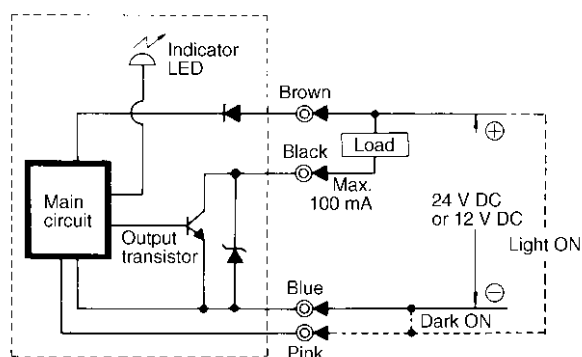 Indicator
LED
Brown
Load
Black
Max.
100 mA
Main
circuit
Output
transistor
24 V DC
or 12 V DC
Light ON
Blue
Dark ON
Pink